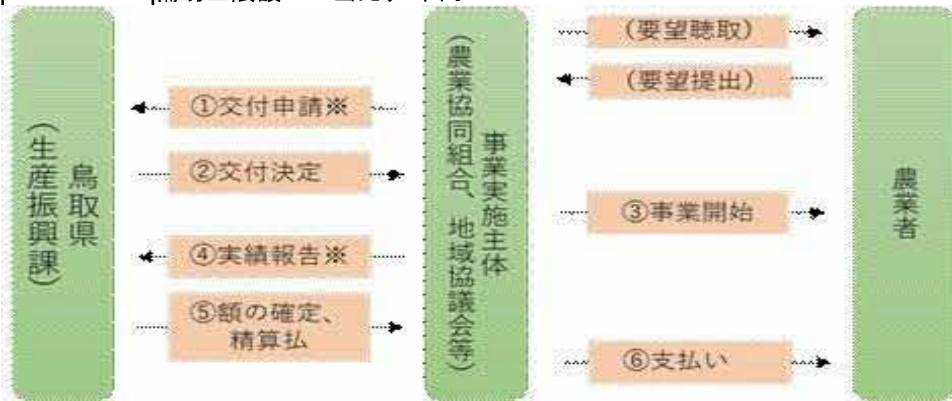 鳥取県
(生産振興課)
①交付申請※
②交付決定
④実績報告※
⑤額の確定、
精算払
事業実施主体
(農業協同組合、地域協議会等)
(要望聴取)
(要望提出)
③事業開始
⑥支払い
農業者